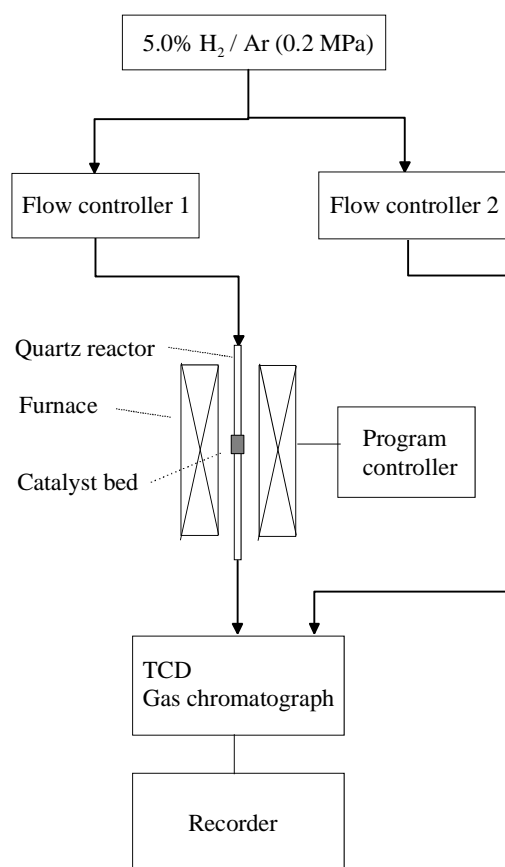 5.0% H₂ / Ar (0.2 MPa)
Flow controller 1
Flow controller 2
Quartz reactor
Furnace
Catalyst bed
Program
controller
TCD
Gas chromatograph
Recorder